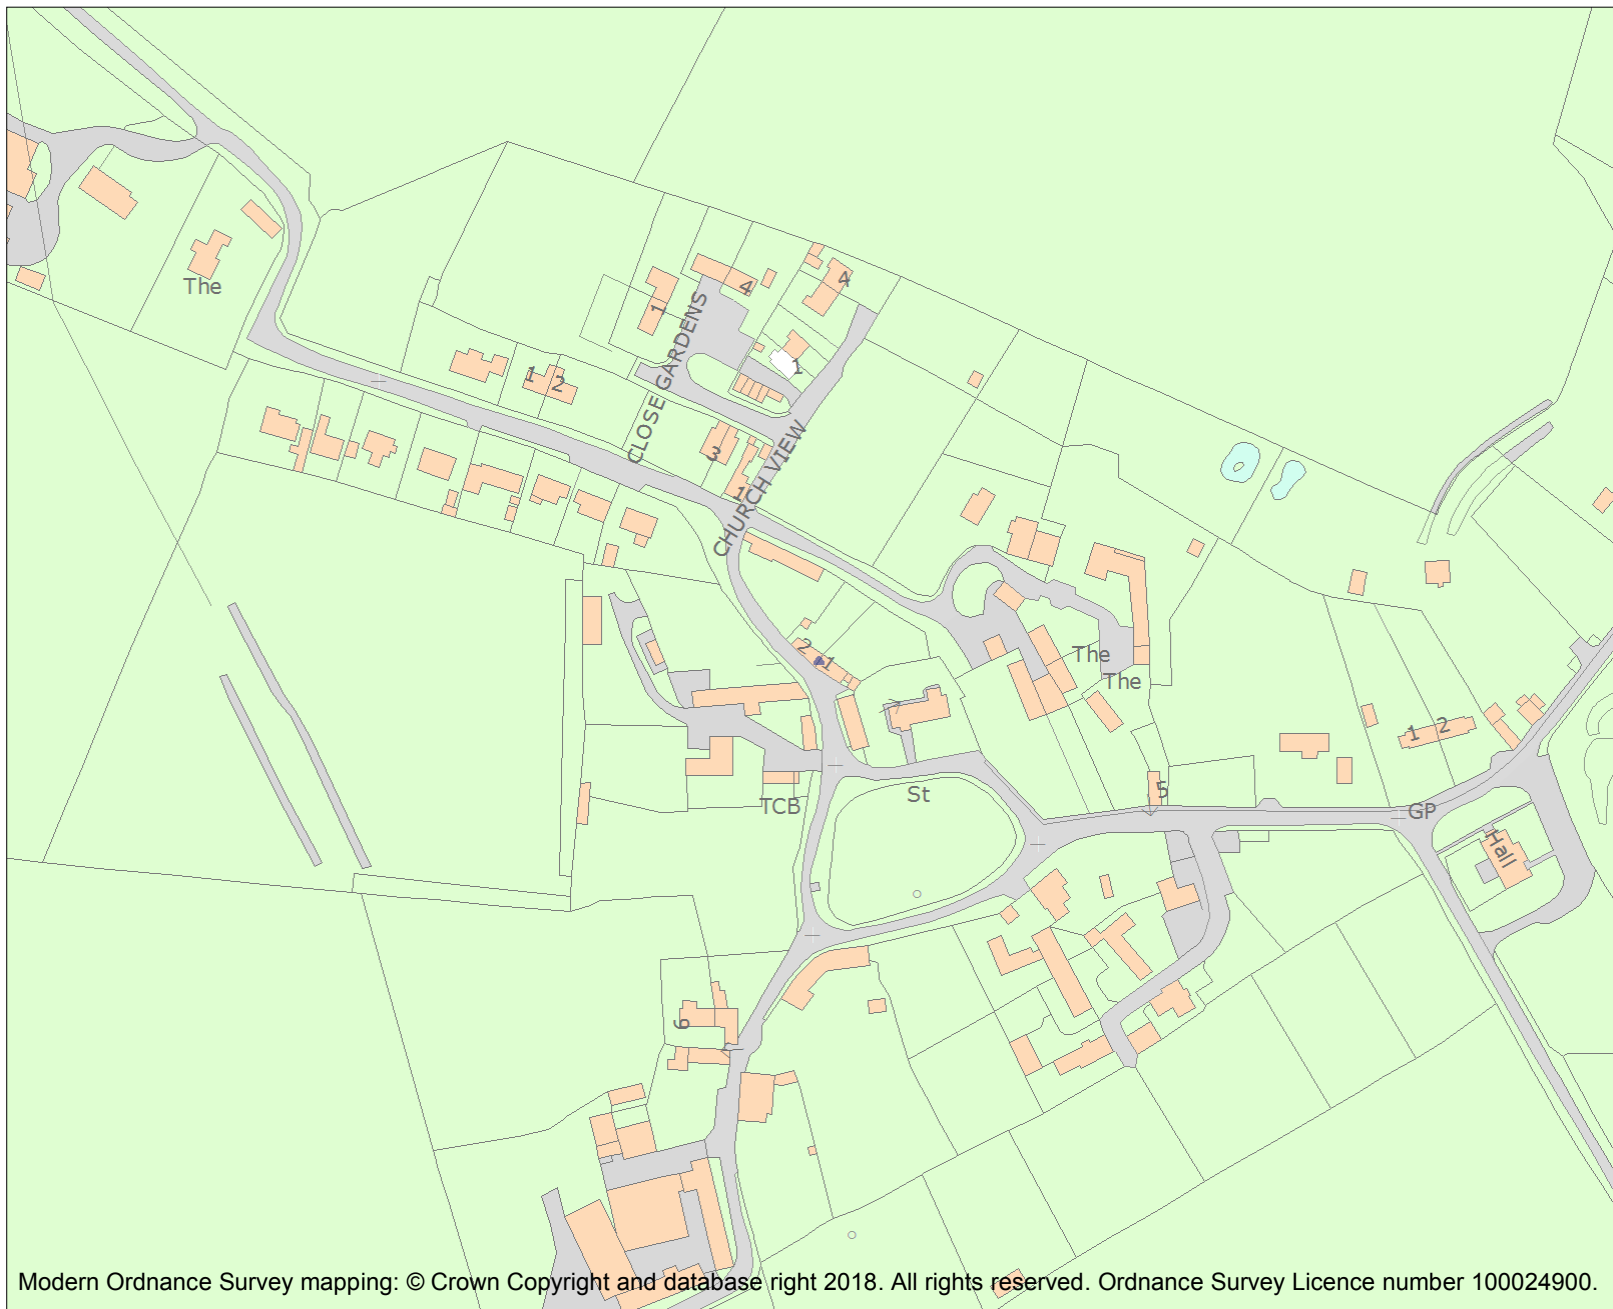 The
4
4
1
CLOSE GARDENS
1
1
2
3
1
CHURCH VIEW
2
1
The
The
1
2
5
TCB
St
GP
Hall
6
Modern Ordnance Survey mapping: © Crown Copyright and database right 2018. All rights reserved. Ordnance Survey Licence number 100024900.